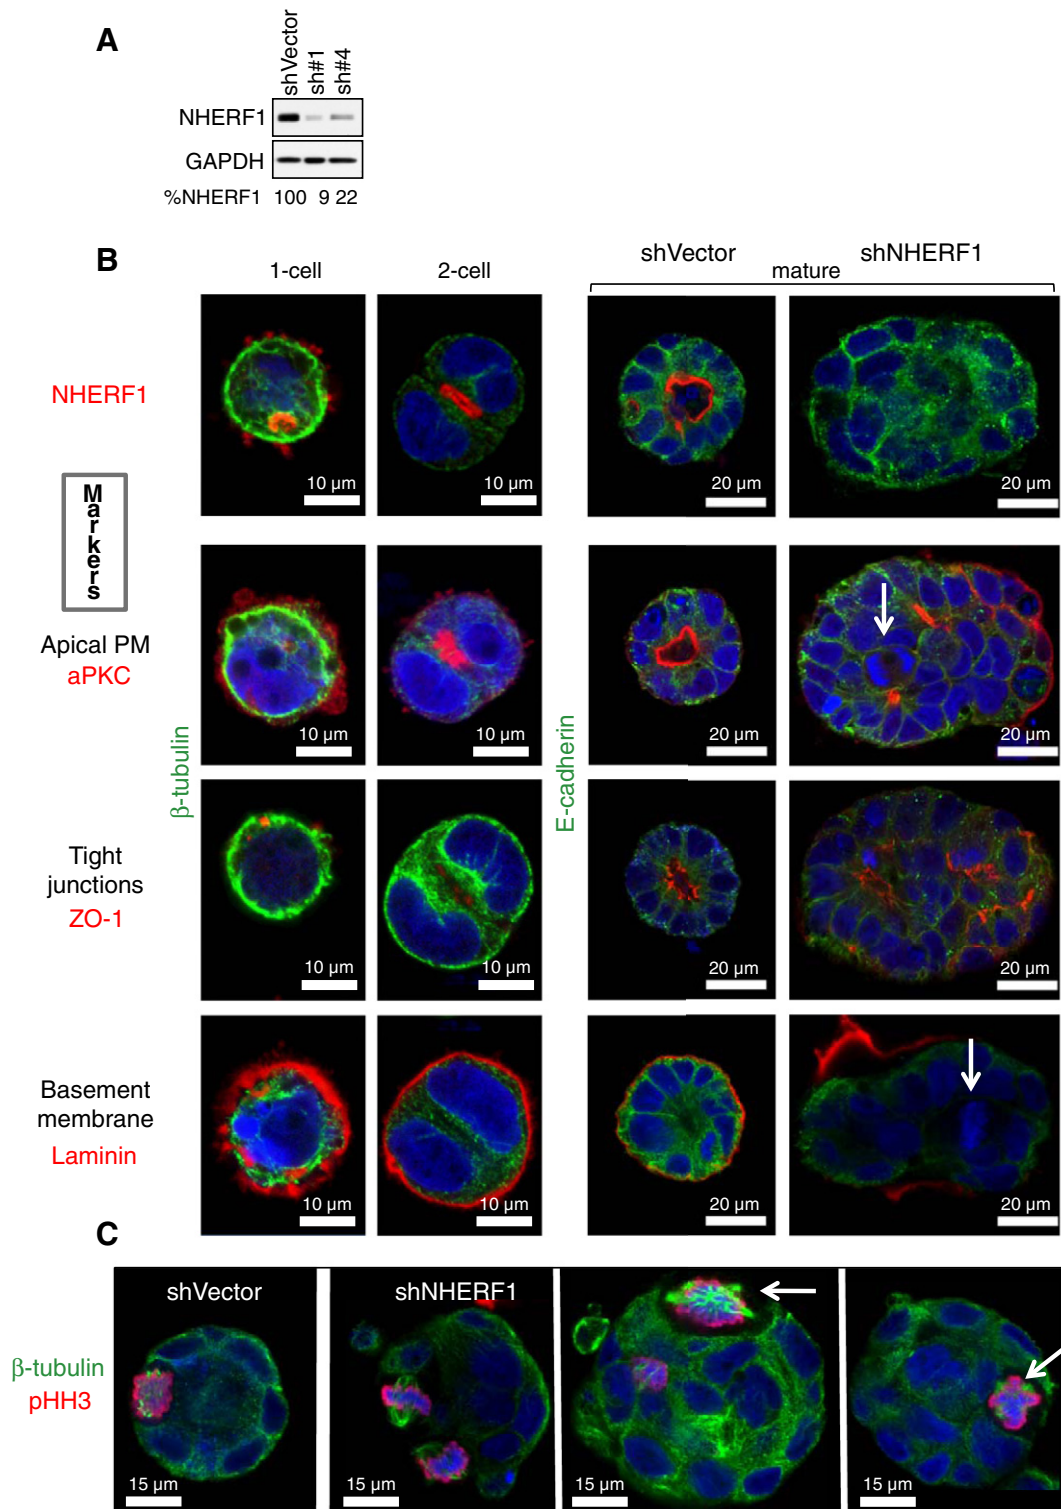 A
shVector
sh#1
sh#4
NHERF1
GAPDH
%NHERF1 100 9 22
B
1-cell
2-cell
shVector
shNHERF1
mature
NHERF1
10 µm
10 µm
20 µm
20 µm
Markers
Apical PM
aPKC
10 µm
10 µm
20 µm
20 µm
β-tubulin
E-cadherin
Tight
junctions
ZO-1
10 µm
10 µm
20 µm
20 µm
Basement
membrane
Laminin
10 µm
10 µm
20 µm
20 µm
C
shVector
shNHERF1
β-tubulin
pHH3
15 µm
15 µm
15 µm
15 µm